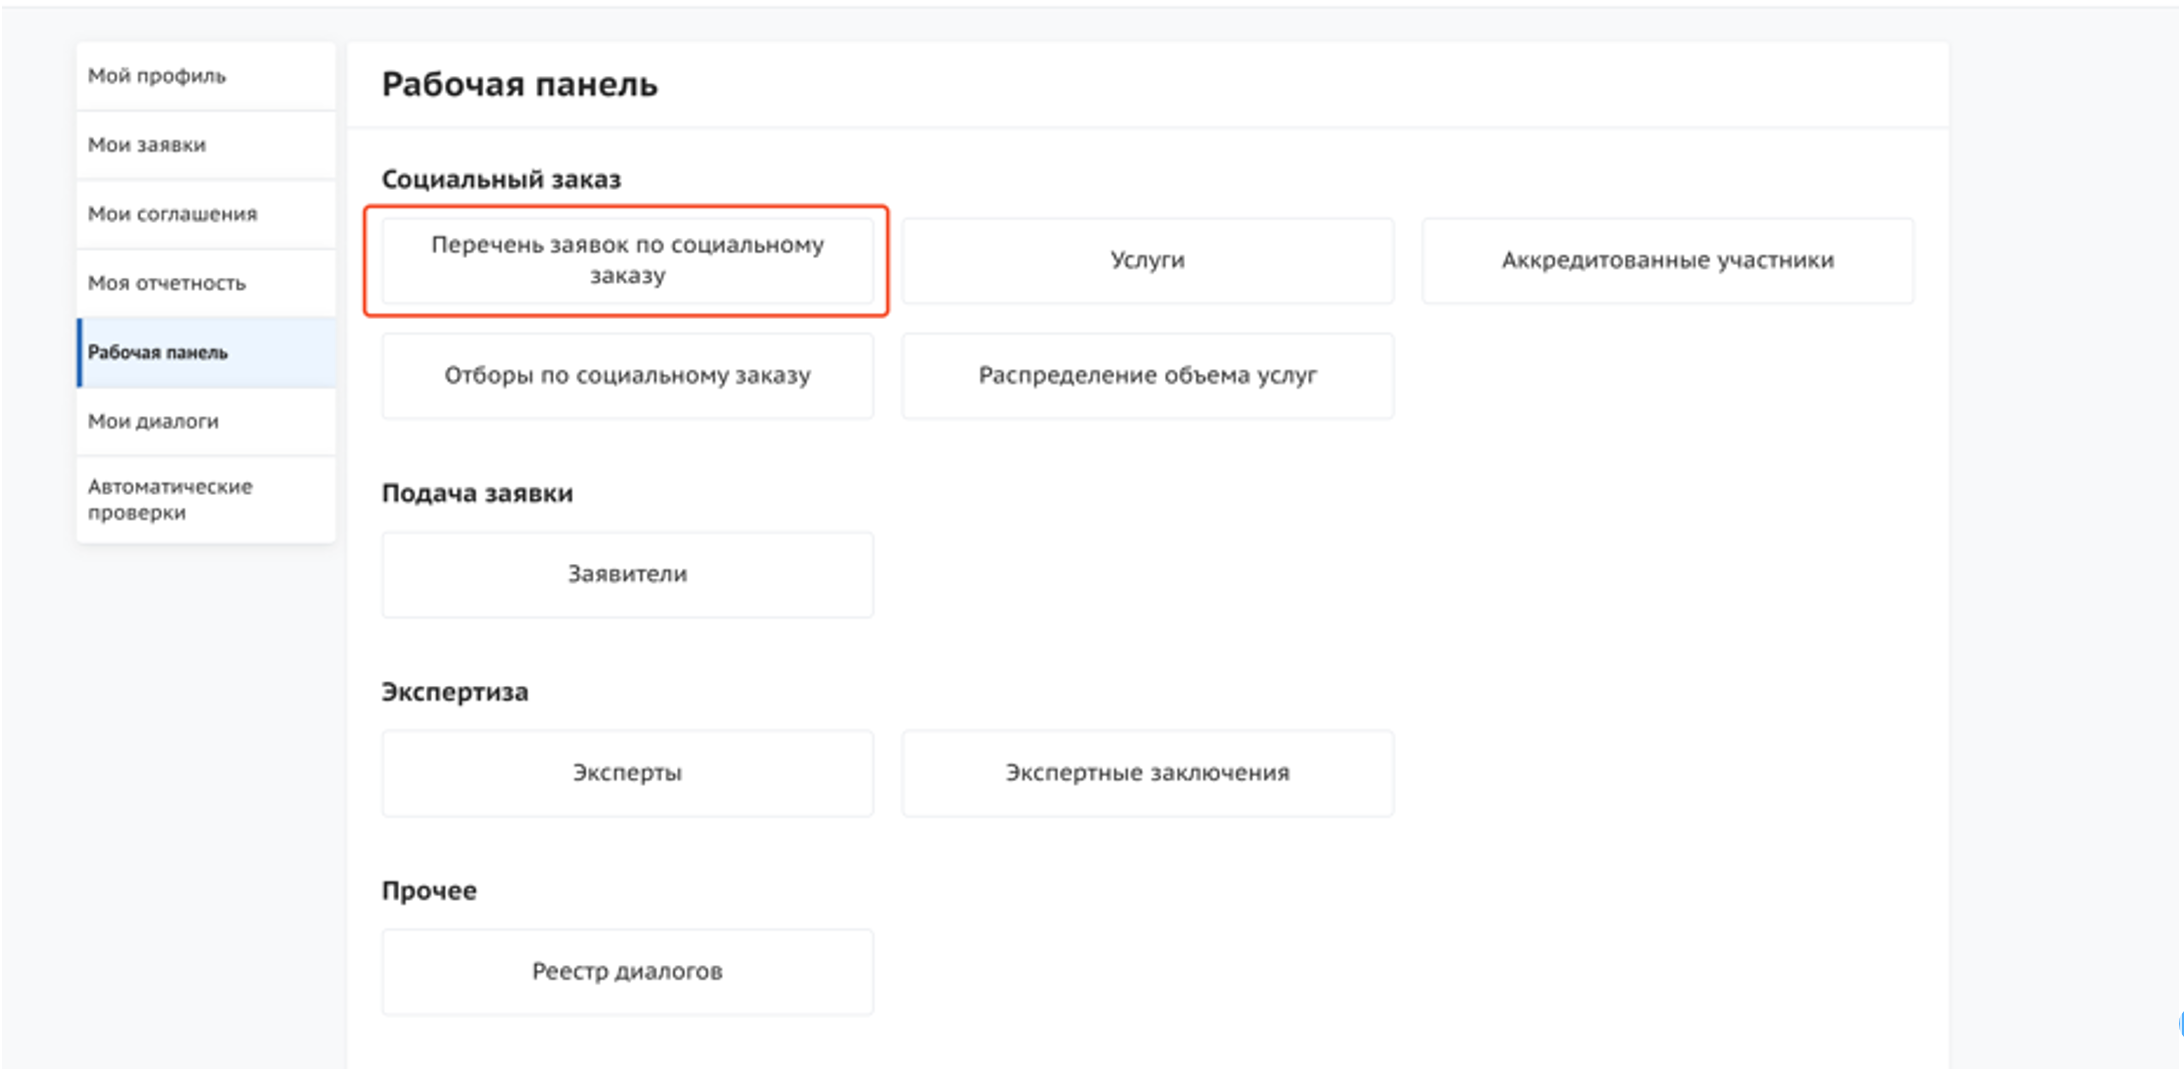 Мой профиль
Мои заявки
Мои соглашения
Моя отчетность
Рабочая панель
Мои диалоги
Автоматические
проверки
Рабочая панель
Социальный заказ
Перечень заявок по социальному
заказу
Услуги
Аккредитованные участники
Отборы по социальному заказу
Распределение объема услуг
Подача заявки
Заявители
Экспертиза
Эксперты
Экспертные заключения
Прочее
Реестр диалогов